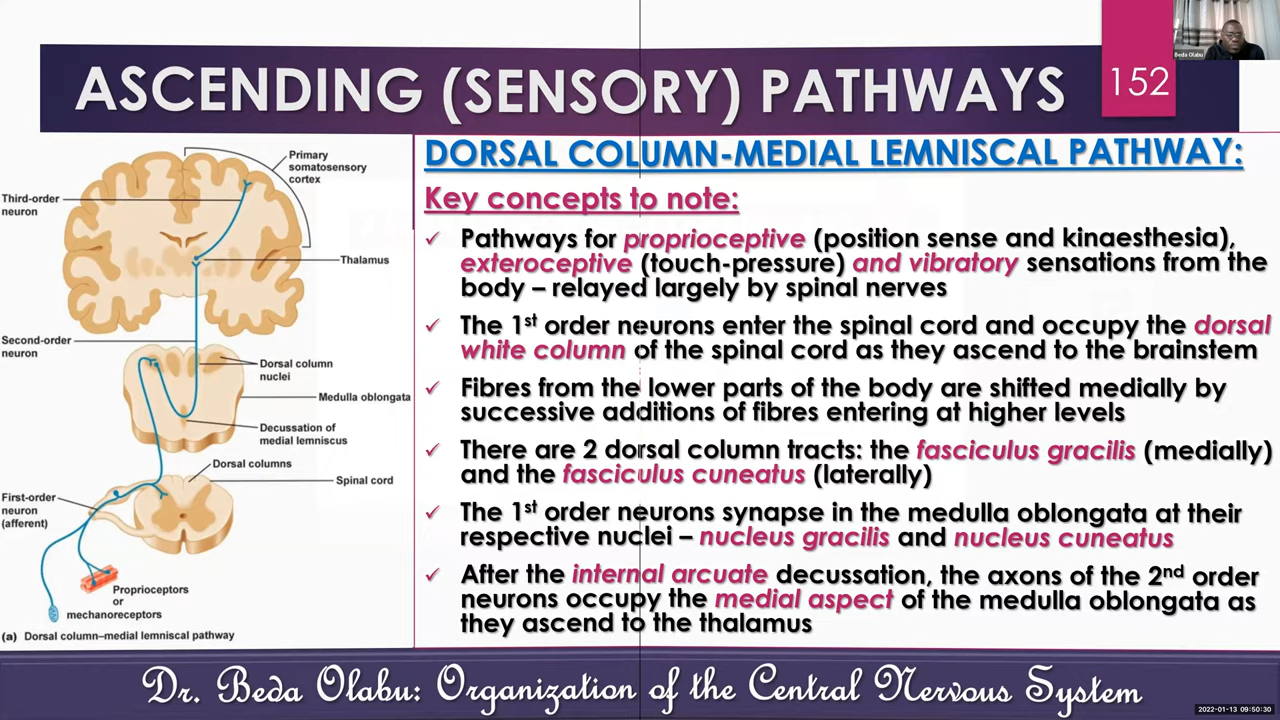 Beda Olabu
ASCENDING (SENSORY) PATHWAYS
152
Primary
somatosensory
cortex
Third-order
neuron
Thalamus
Second-order
neuron
Dorsal column
nuclei
Medulla oblongata
Decussation of
medial lemniscus
Dorsal columns
Spinal cord
First-order
neuron
(afferent)
Proprioceptors
or
mechanoreceptors
(a) Dorsal column–medial lemniscal pathway
DORSAL COLUMN-MEDIAL LEMNISCAL PATHWAY:
Key concepts to note:
✓ Pathways for proprioceptive (position sense and kinaesthesia),
exteroceptive (touch-pressure) and vibratory sensations from the
body – relayed largely by spinal nerves
✓ The 1st order neurons enter the spinal cord and occupy the dorsal
white column of the spinal cord as they ascend to the brainstem
✓ Fibres from the lower parts of the body are shifted medially by
successive additions of fibres entering at higher levels
✓ There are 2 dorsal column tracts: the fasciculus gracilis (medially)
and the fasciculus cuneatus (laterally)
✓ The 1st order neurons synapse in the medulla oblongata at their
respective nuclei – nucleus gracilis and nucleus cuneatus
✓ After the internal arcuate decussation, the axons of the 2nd order
neurons occupy the medial aspect of the medulla oblongata as
they ascend to the thalamus
Dr. Beda Olabu: Organization of the Central Nervous System
2022-01-13 09:50:30